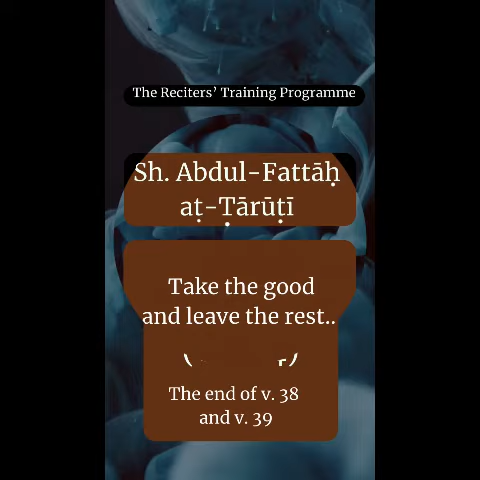 The Reciters’ Training Programme
Sh. Abdul-Fattāḥ
aṭ-Ṭārūṭī
Take the good
and leave the rest..
The end of v. 38
and v. 39